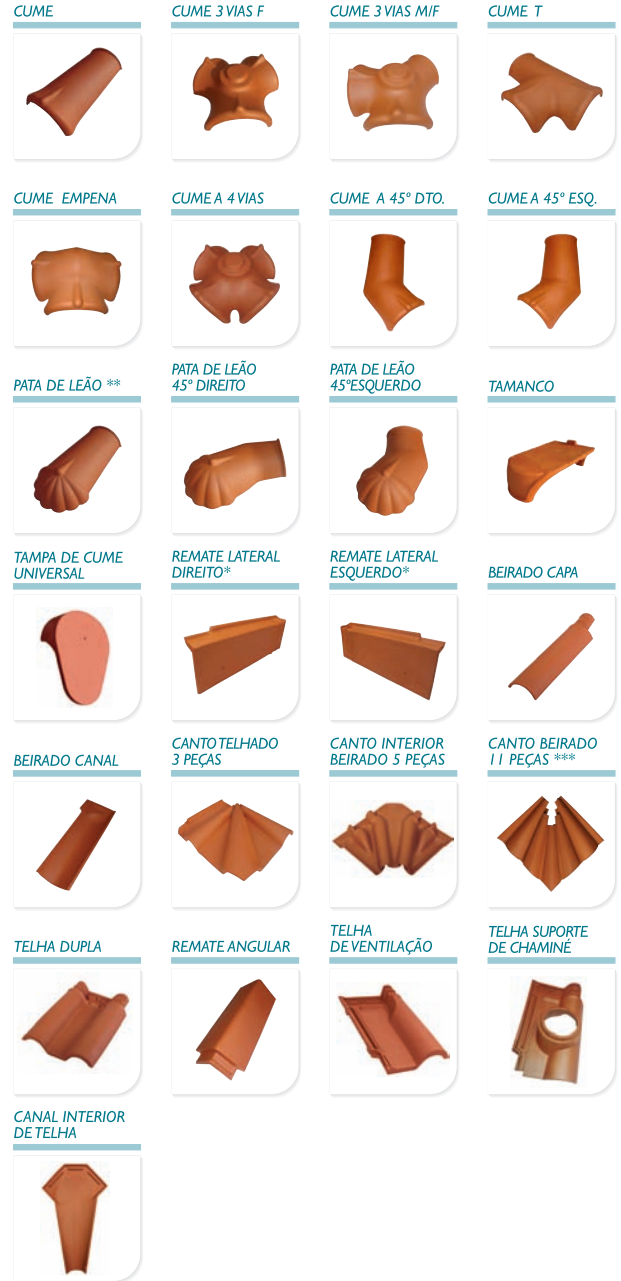 CUME
CUME 3 VIAS F
CUME 3 VIAS M/F
CUME T
CUME EMPENA
CUME A 4 VIAS
CUME A 45º DTO.
CUME A 45º ESQ.
PATA DE LEÃO **
PATA DE LEÃO
45º DIREITO
PATA DE LEÃO
45ºESQUERDO
TAMANCO
TAMPA DE CUME
UNIVERSAL
REMATE LATERAL
DIREITO*
REMATE LATERAL
ESQUERDO*
BEIRADO CAPA
BEIRADO CANAL
CANTO TELHADO
3 PEÇAS
CANTO INTERIOR
BEIRADO 5 PEÇAS
CANTO BEIRADO
11 PEÇAS ***
TELHA DUPLA
REMATE ANGULAR
TELHA
DE VENTILAÇÃO
TELHA SUPORTE
DE CHAMINÉ
CANAL INTERIOR
DE TELHA